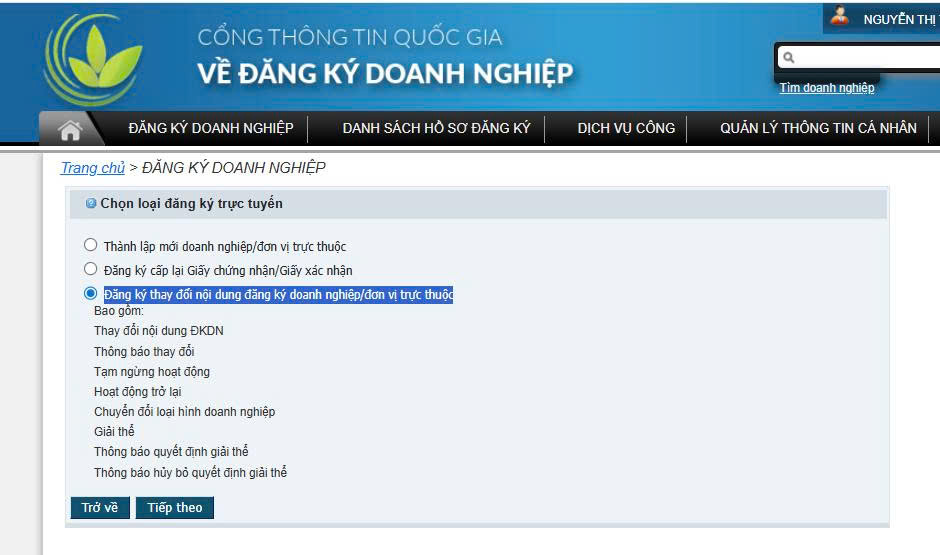 NGUYỄN THỊ
CỔNG THÔNG TIN QUỐC GIA
VỀ ĐĂNG KÝ DOANH NGHIỆP
Tìm doanh nghiệp
ĐĂNG KÝ DOANH NGHIỆP DANH SÁCH HỒ SƠ ĐĂNG KÝ DỊCH VỤ CÔNG QUẢN LÝ THÔNG TIN CÁ NHÂN
Trang chủ > ĐĂNG KÝ DOANH NGHIỆP
Chọn loại đăng ký trực tuyến
Thành lập mới doanh nghiệp/đơn vị trực thuộc
Đăng ký cấp lại Giấy chứng nhận/Giấy xác nhận
Đăng ký thay đổi nội dung đăng ký doanh nghiệp/đơn vị trực thuộc
Bao gồm:
Thay đổi nội dung ĐKDN
Thông báo thay đổi
Tạm ngừng hoạt động
Hoạt động trở lại
Chuyển đổi loại hình doanh nghiệp
Giải thể
Thông báo quyết định giải thể
Thông báo hủy bỏ quyết định giải thể
Trở về Tiếp theo